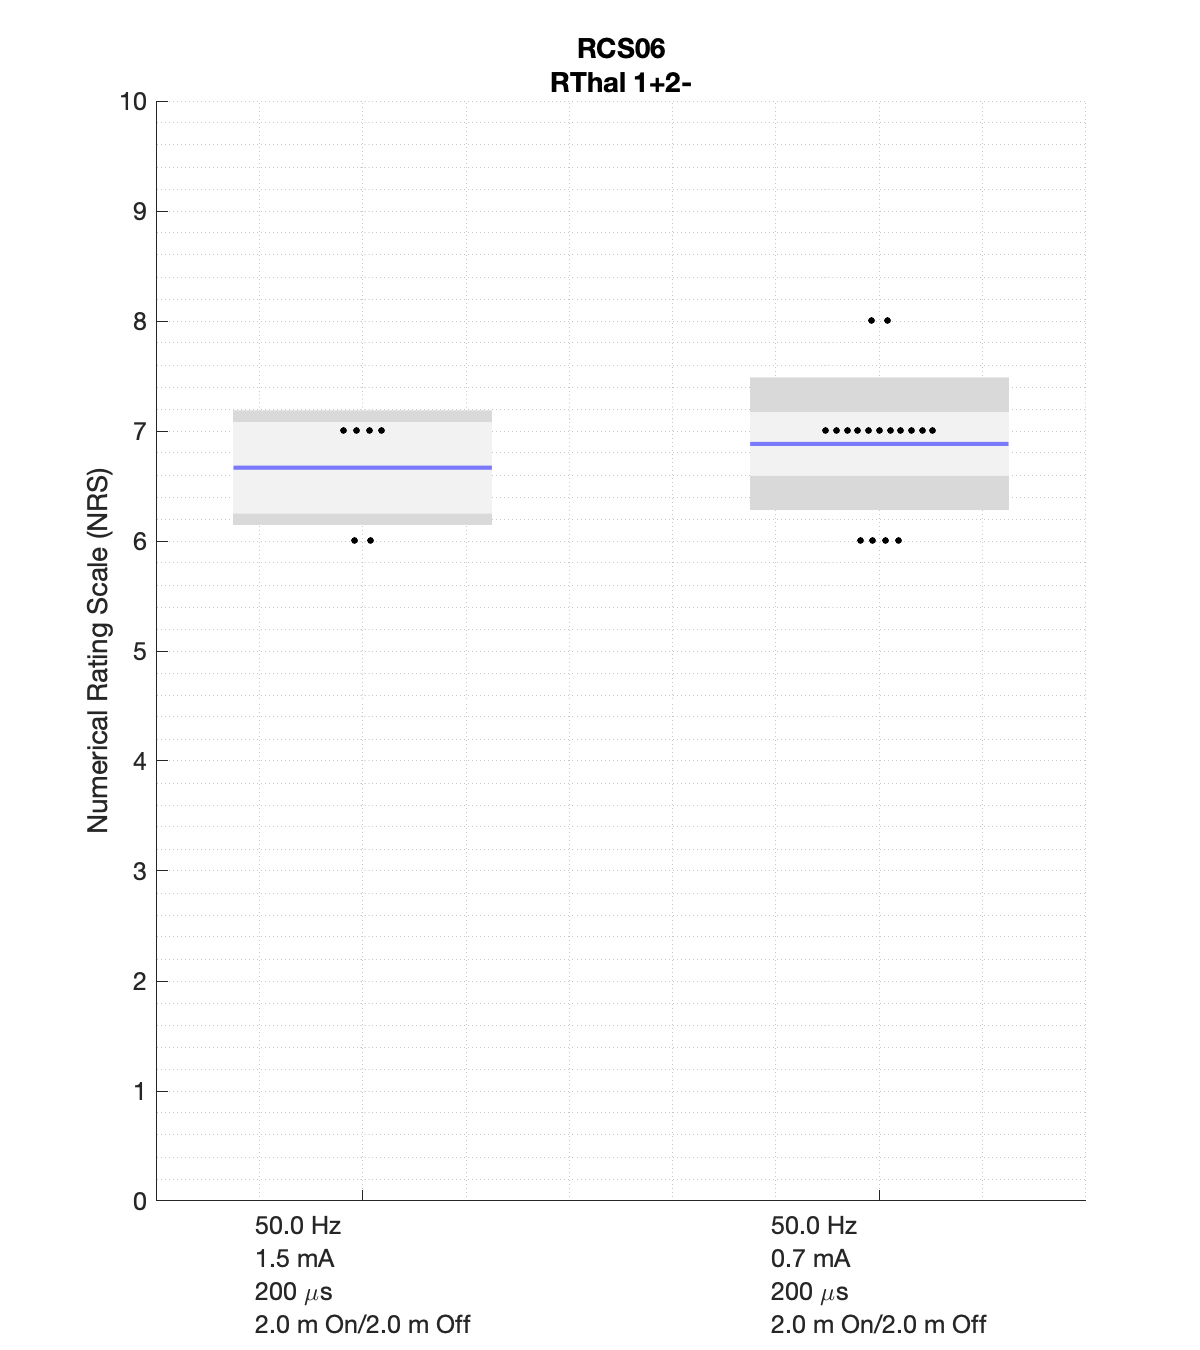 RCS06
RThal 1+2-
10
9
8
7
6
5
4
3
2
1
0
Numerical Rating Scale (NRS)
50.0 Hz
1.5 mA
200 μs
2.0 m On/2.0 m Off
50.0 Hz
0.7 mA
200 μs
2.0 m On/2.0 m Off